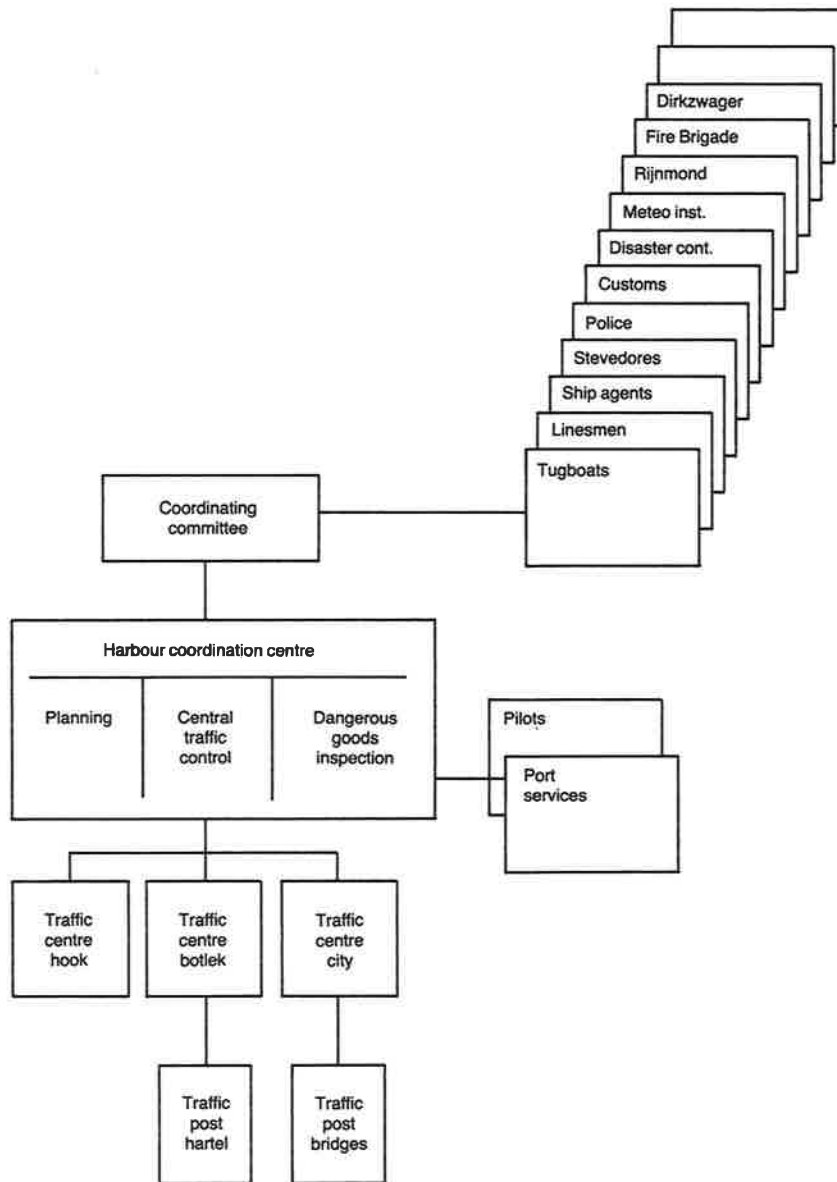 Dirkzwager
Fire Brigade
Rijnmond
Meteo inst.
Disaster cont.
Customs
Police
Stevedores
Ship agents
Linesmen
Tugboats
Coordinating
committee
Harbour coordination centre
Planning
Central
traffic
control
Dangerous
goods
inspection
Pilots
Port
services
Traffic
centre
hook
Traffic
centre
botlek
Traffic
centre
city
Traffic
post
hartel
Traffic
post
bridges